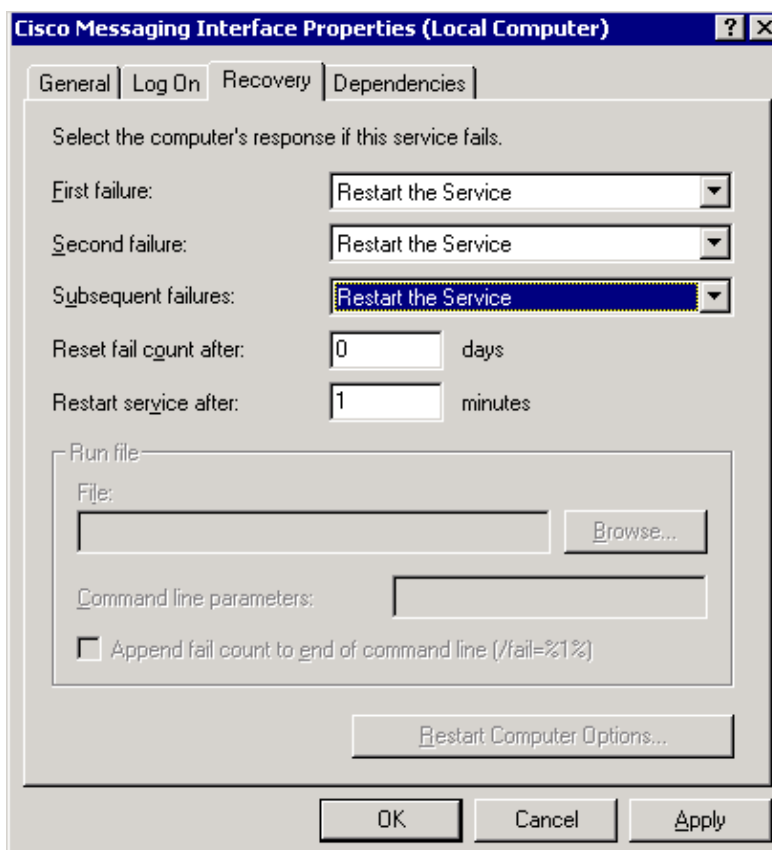 Cisco Messaging Interface Properties (Local Computer) ? X
General Log On Recovery Dependencies
Select the computer's response if this service fails.
First failure: Restart the Service
Second failure: Restart the Service
Subsequent failures: Restart the Service
Reset fail count after: 0 days
Restart service after: 1 minutes
Run file
File:
Browse...
Command line parameters:
Append fail count to end of command line (/fail=%1%)
Restart Computer Options...
OK Cancel Apply